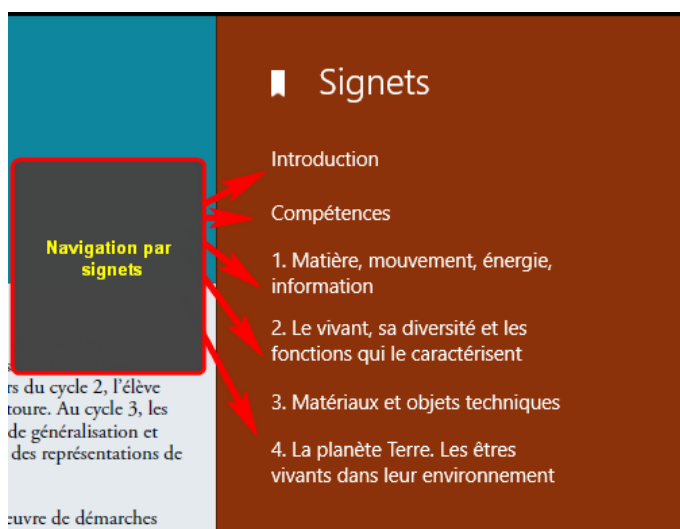 Signets
Introduction
Compétences
1. Matière, mouvement, énergie,
information
2. Le vivant, sa diversité et les
fonctions qui le caractérisent
3. Matériaux et objets techniques
4. La planète Terre. Les êtres
vivants dans leur environnement
Navigation par
signets
rs du cycle 2, l'élève
toure. Au cycle 3, les
de généralisation et
des représentations de
euvre de démarches